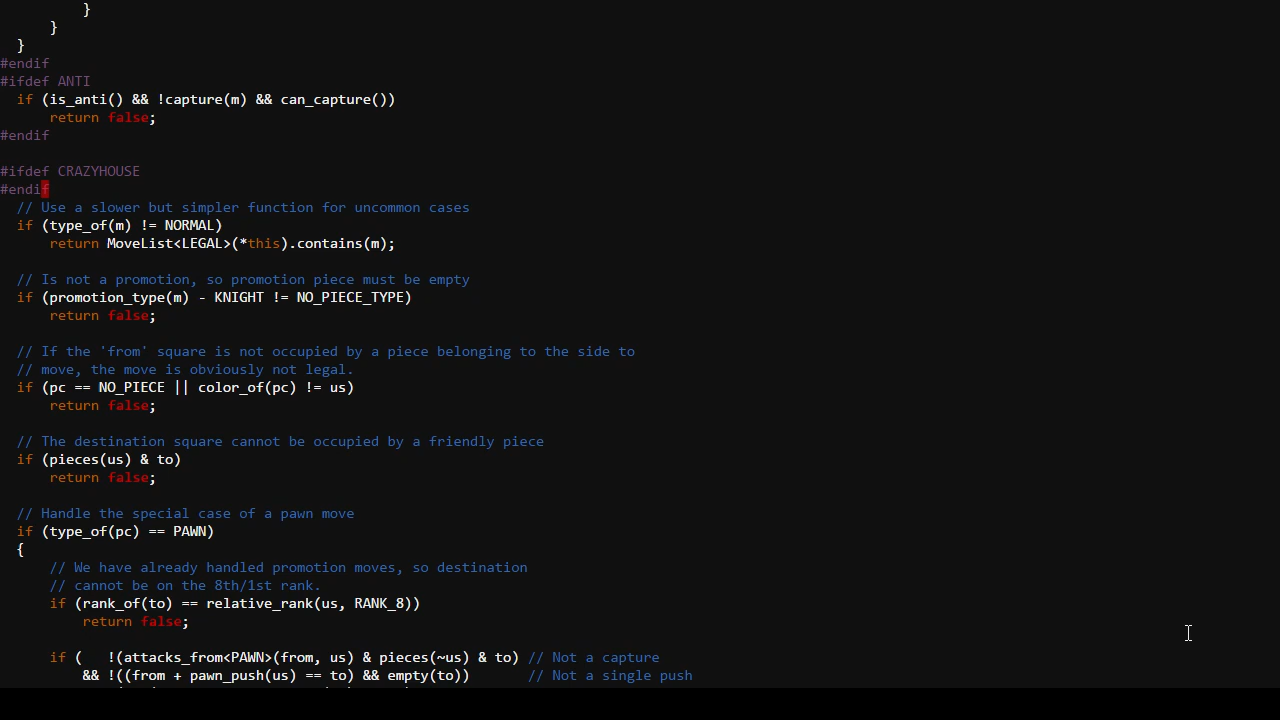 }
}
}
#endif
#ifdef ANTI
if (is_anti() && !capture(m) && can_capture())
return false;
#endif
#ifdef CRAZYHOUSE
#endif
// Use a slower but simpler function for uncommon cases
if (type_of(m) != NORMAL)
return MoveList<LEGAL>(*this).contains(m);
// Is not a promotion, so promotion piece must be empty
if (promotion_type(m) - KNIGHT != NO_PIECE_TYPE)
return false;
// If the 'from' square is not occupied by a piece belonging to the side to
// move, the move is obviously not legal.
if (pc == NO_PIECE || color_of(pc) != us)
return false;
// The destination square cannot be occupied by a friendly piece
if (pieces(us) & to)
return false;
// Handle the special case of a pawn move
if (type_of(pc) == PAWN)
{
// We have already handled promotion moves, so destination
// cannot be on the 8th/1st rank.
if (rank_of(to) == relative_rank(us, RANK_8))
return false;
if (   !(attacks_from<PAWN>(from, us) & pieces(~us) & to) // Not a capture
&& !((from + pawn_push(us) == to) && empty(to))       // Not a single push